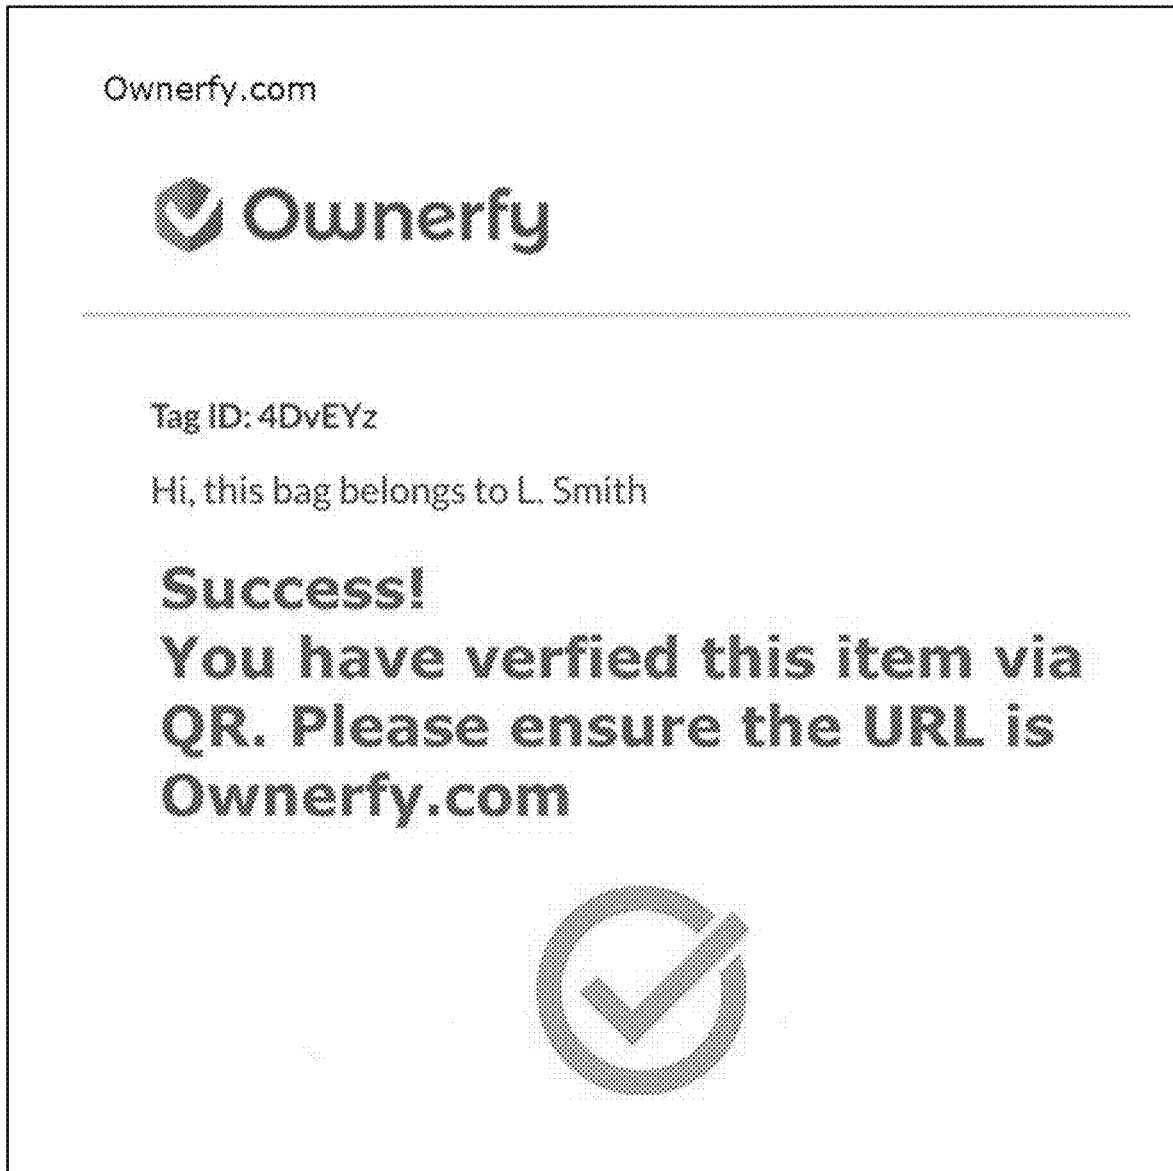 Ownerfy.com
Ownerfy
Tag ID: 4DvEYz
Hi, this bag belongs to L. Smith
Success!
You have verfied this item via
QR. Please ensure the URL is
Ownerfy.com